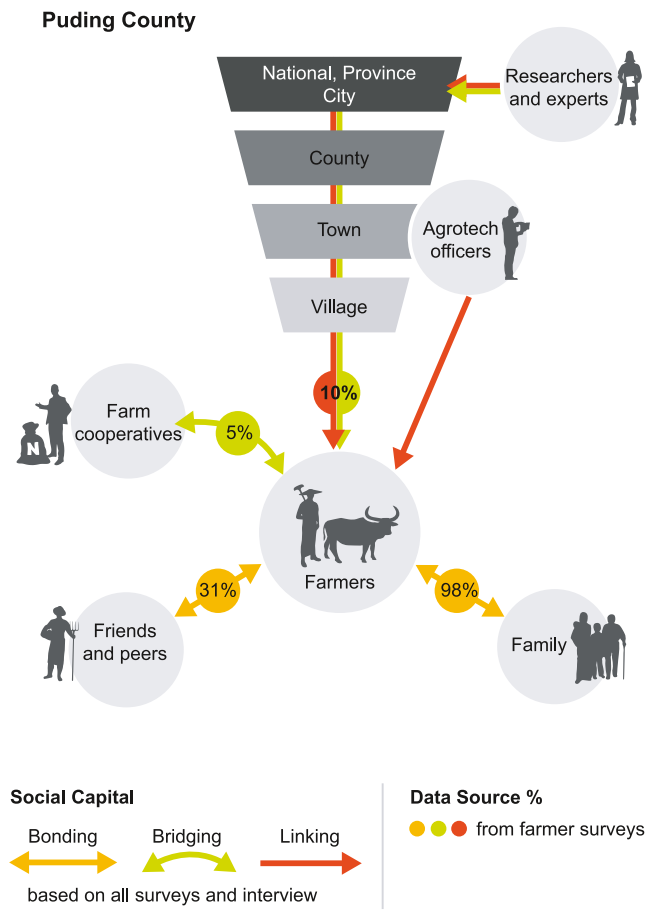 Puding County
National, Province
City
Researchers
and experts
County
Town
Agrotech
officers
Village
10%
Farm
cooperatives
5%
N
Farmers
31%
98%
Friends
and peers
Family
Social Capital
Bonding
Bridging
Linking
based on all surveys and interview
Data Source %
from farmer surveys